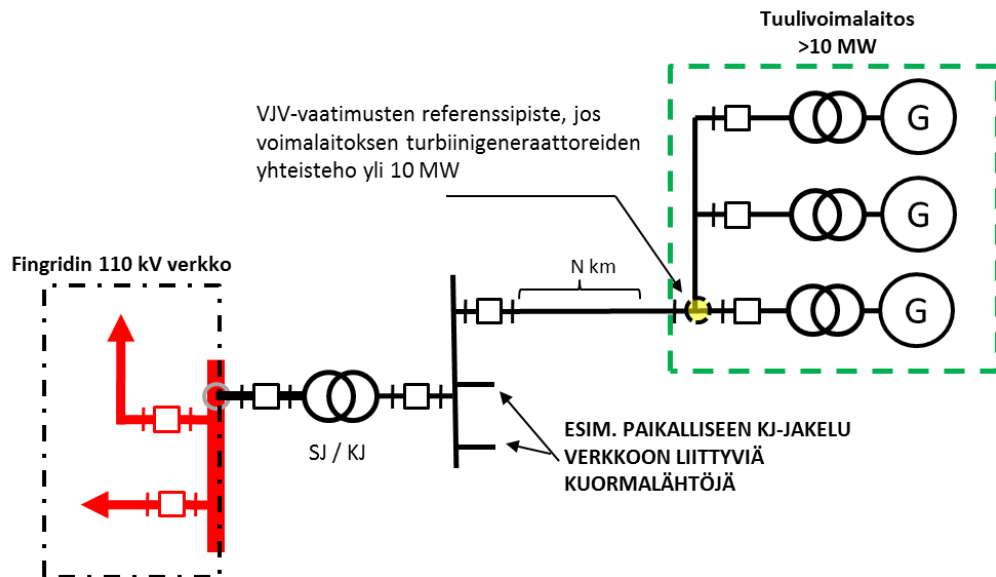 Tuulivoimalaitos
>10 MW
VJV-vaatimusten referenssipiste, jos
voimalaitoksen turbiinigeneraattoreiden
yhteisteho yli 10 MW
G
G
G
Fingridin 110 kV verkko
N km
SJ / KJ
ESIM. PAIKALLISEEN KJ-JAKELU
VERKKOON LIITTYVIÄ
KUORMALÄHTÖJÄ